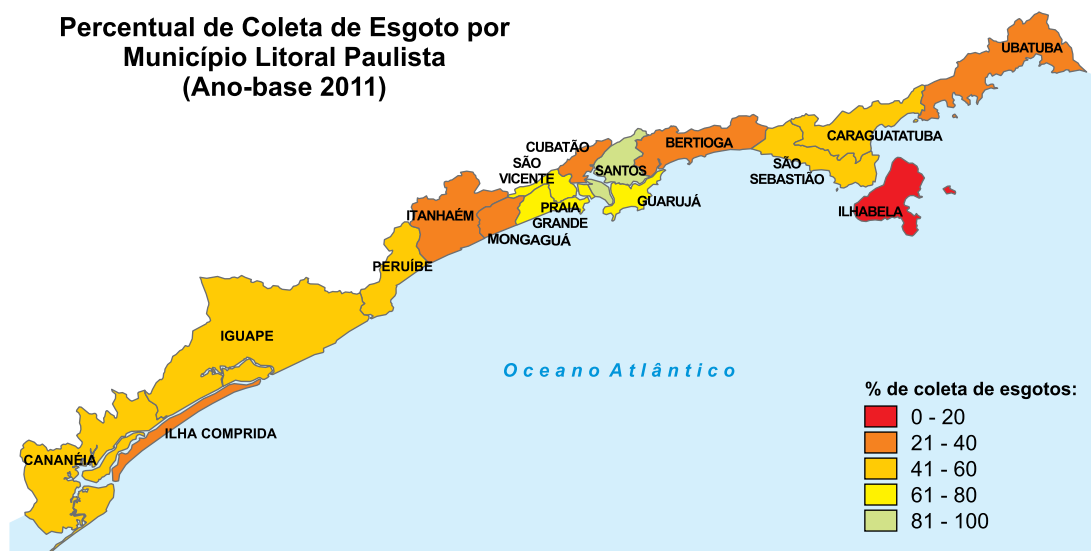 Percentual de Coleta de Esgoto por
Município Litoral Paulista
(Ano-base 2011)
UBATUBA
CARAGUATATUBA
BERTIOGA
CUBATÃO
SÃO
VICENTE
SANTOS
SÃO
SEBASTIÃO
GUARUJÁ
ILHABELA
PRAIA
GRANDE
ITANHAÉM
MONGAGUÁ
PERUÍBE
IGUAPE
ILHA COMPRIDA
CANANÉIA
Oceano Atlântico
% de coleta de esgotos:
0 - 20
21 - 40
41 - 60
61 - 80
81 - 100